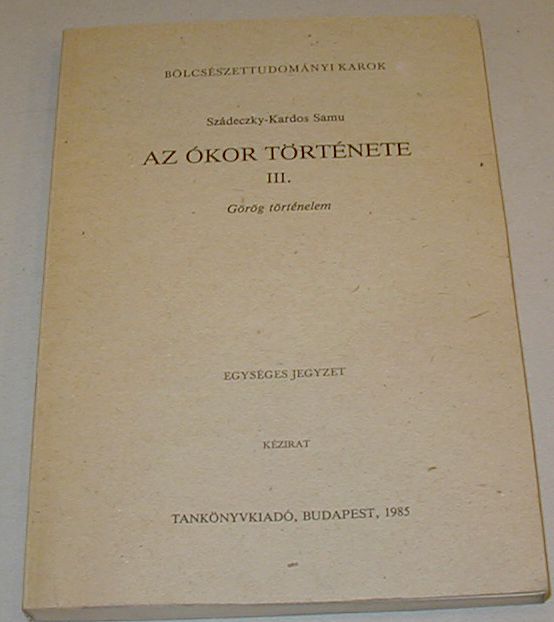 BÖLCSÉSZETTUDOMÁNYI KAROK
Szádeczky-Kardos Samu
AZ ÓKOR TÖRTÉNETE
III.
Görög történelem
EGYSÉGES JEGYZET
KÉZIRAT
TANKÖNYVKIADÓ, BUDAPEST, 1985